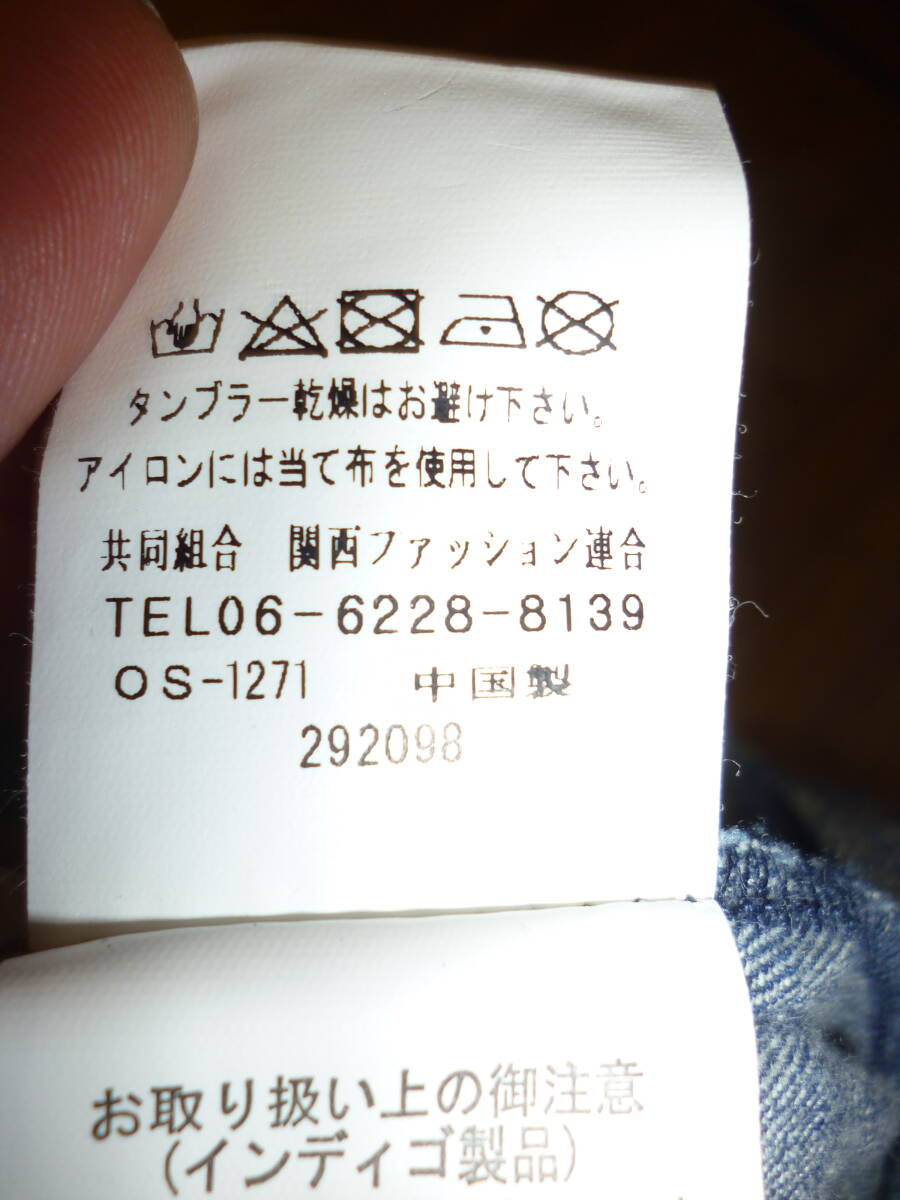 タンブラー乾燥はお避け下さい。
アイロンには当て布を使用して下さい。
共同組合 関西ファッション連合
TEL06-6228-8139
OS-1271 中国製
292098
お取り扱い上の御注意
(インディゴ製品)